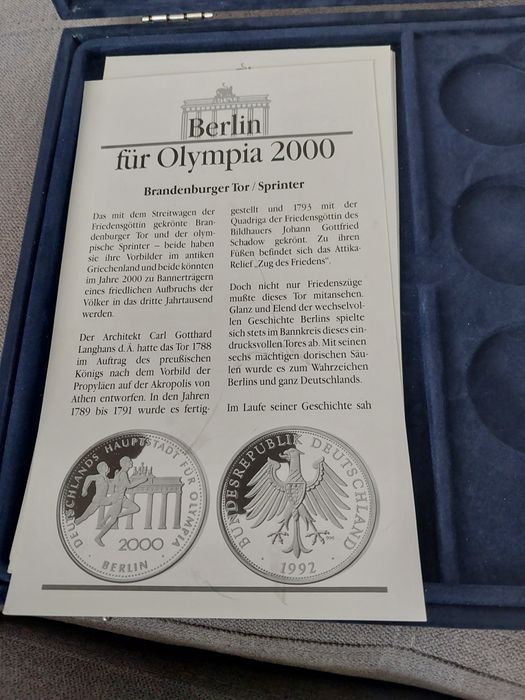 Berlin
für Olympia 2000
Brandenburger Tor / Sprinter
Das mit dem Streitwagen der
Friedensgöttin gekrönte Bran-
denburger Tor und der olym-
pische Sprinter – beide haben
sie ihre Vorbilder im antiken
Griechenland und beide könnten
im Jahre 2000 zu Bannerträgern
eines friedlichen Aufbruchs der
Völker in das dritte Jahrtausend
werden.
Der Architekt Carl Gotthard
Langhans d. Ä. hatte das Tor 1788
im Auftrag des preußischen
Königs nach dem Vorbild der
Propyläen auf der Akropolis von
Athen entworfen. In den Jahren
1789 bis 1791 wurde es fertig-
gestellt und 1793 mit der
Quadriga der Friedensgöttin des
Bildhauers Johann Gottfried
Schadow gekrönt. Zu ihren
Füßen befindet sich das Attika-
Relief „Zug des Friedens".
Doch nicht nur Friedenszüge
mußte dieses Tor mitansehen.
Glanz und Elend der wechselvol-
len Geschichte Berlins spielte
sich stets im Bannkreis dieses ein-
drucksvollen Tores ab. Mit seinen
sechs mächtigen dorischen Säu-
len wurde es zum Wahrzeichen
Berlins und ganz Deutschlands.
Im Laufe seiner Geschichte sah
DEUTSCHLANDS HAUPTSTADT FÜR OLYMPIA
2000
· BERLIN ·
BUNDESREPUBLIK DEUTSCHLAND
· 1992 ·